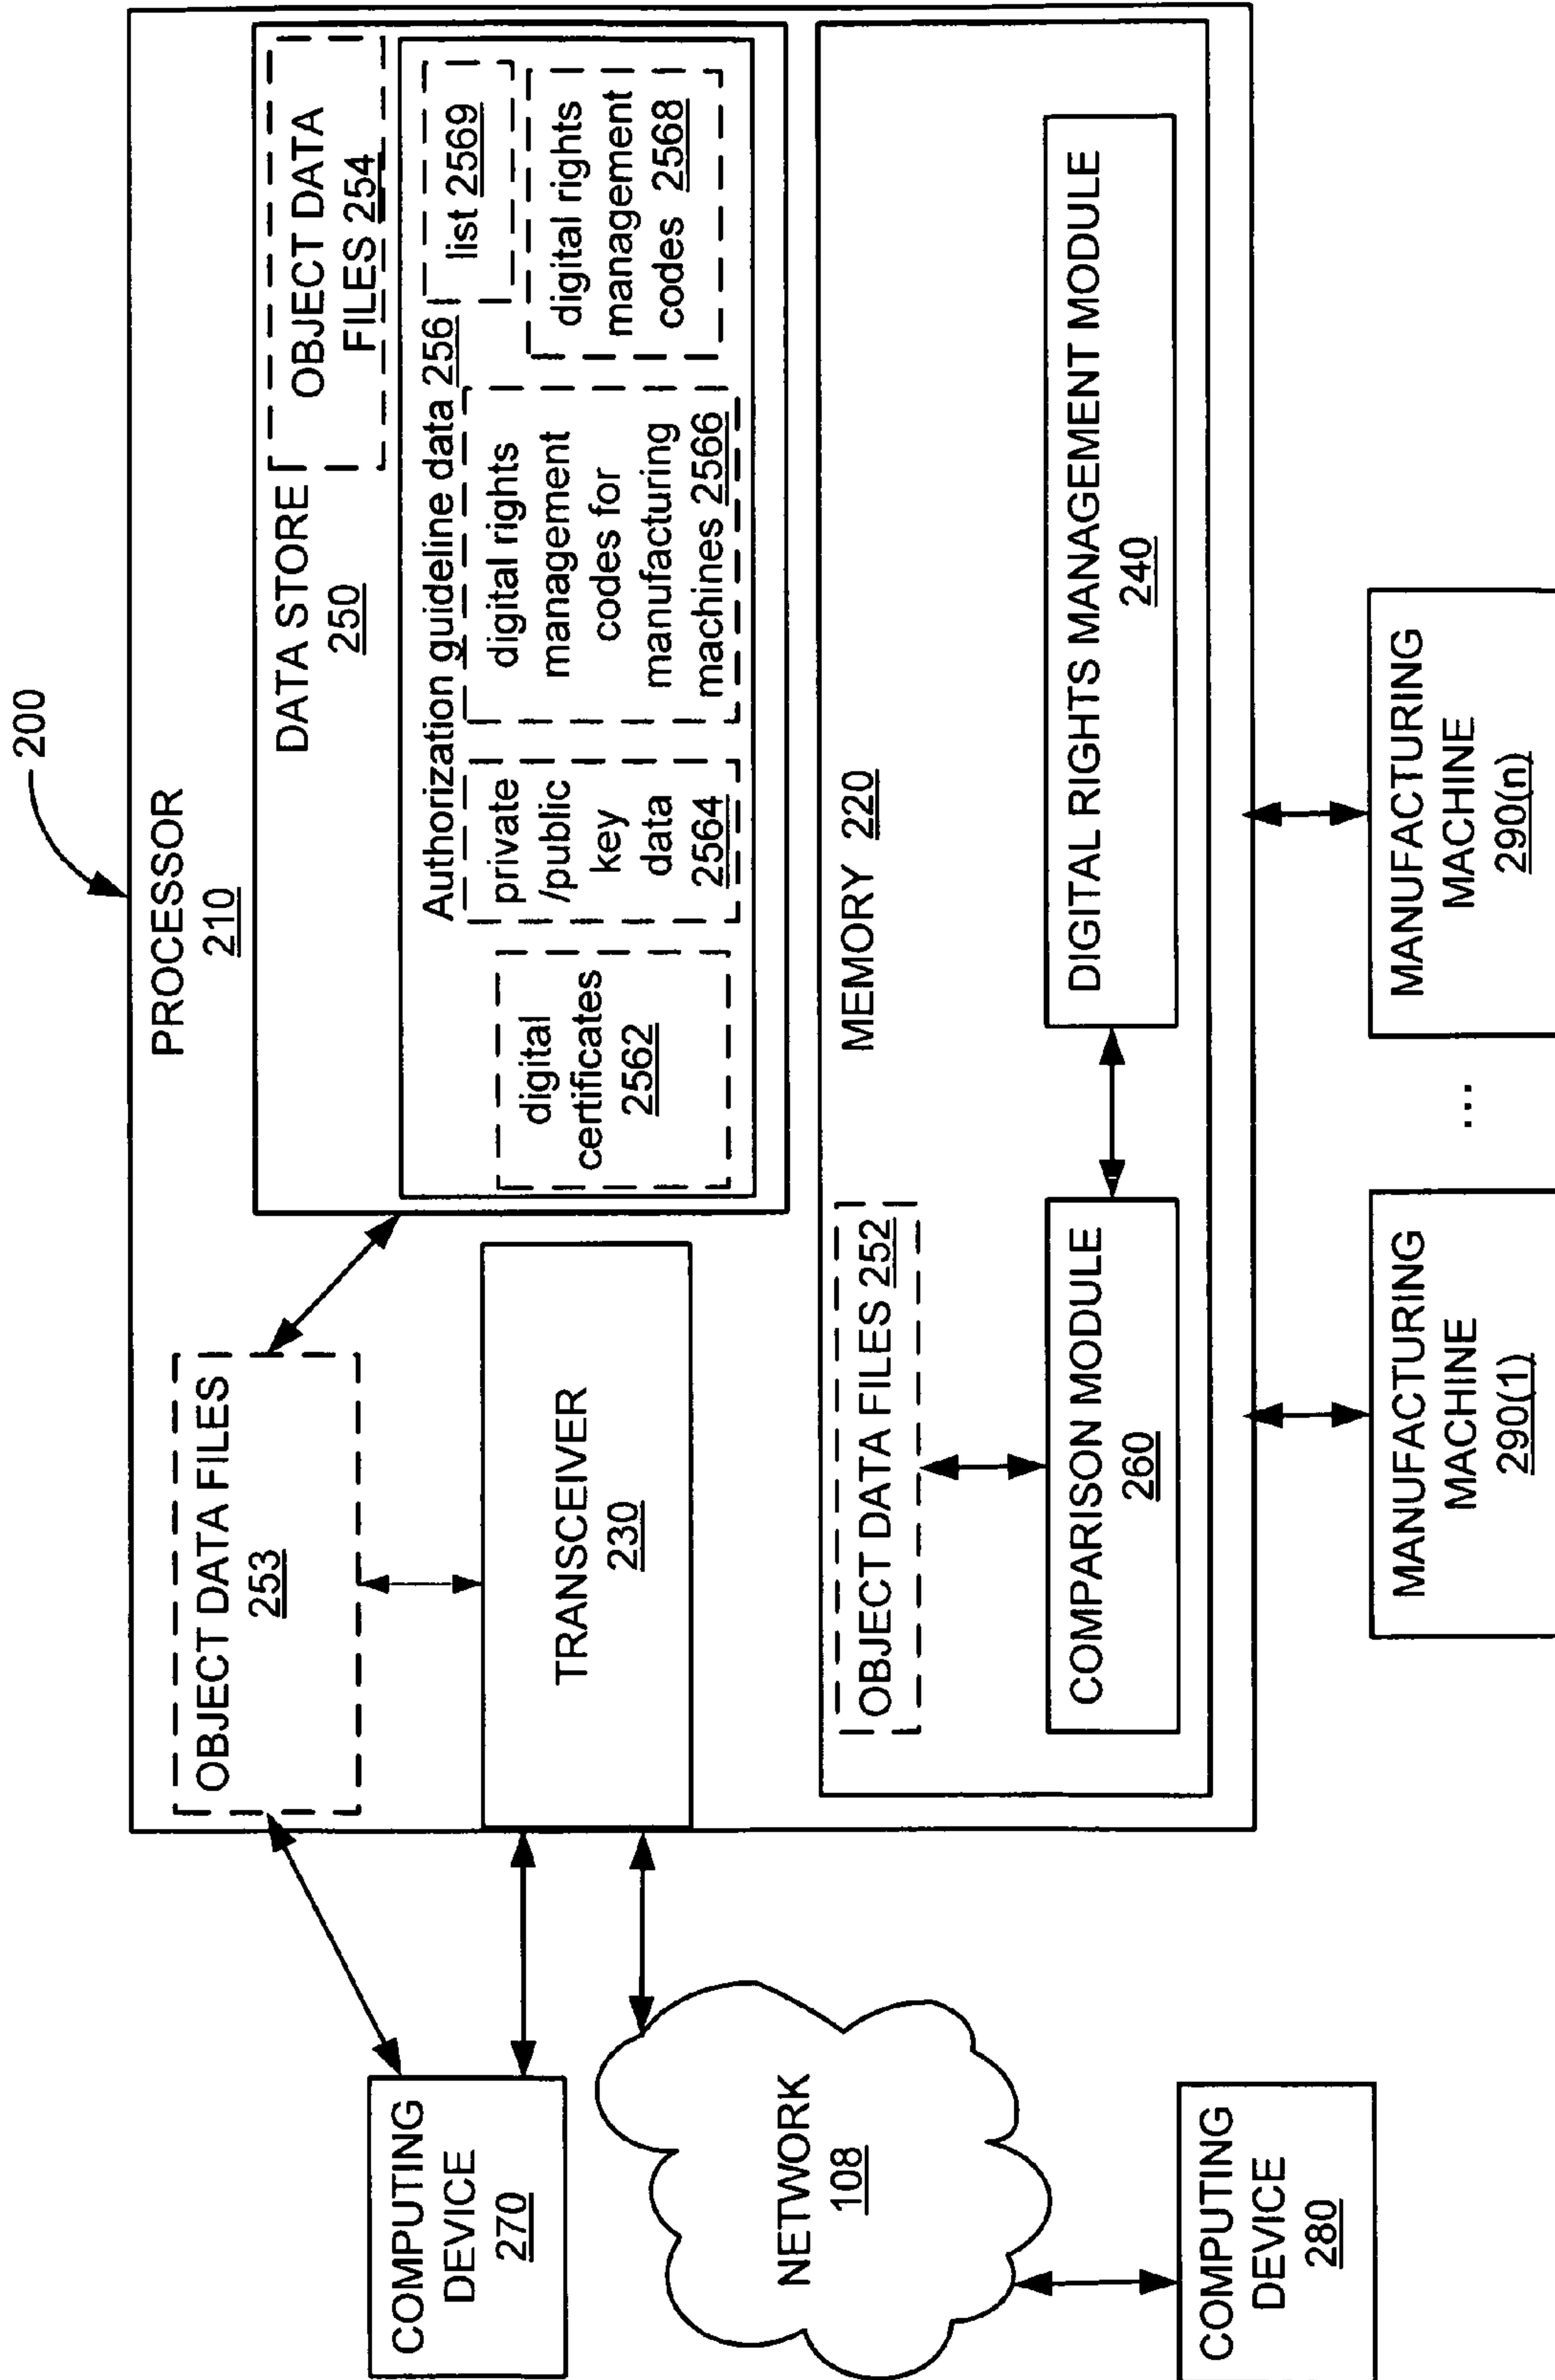 200
PROCESSOR
210
OBJECT DATA FILES
253
DATA STORE
250
OBJECT DATA
FILES 254
Authorization guideline data 256
digital
certificates
2562
private
/public
key
data
2564
digital rights
management
codes for
manufacturing
machines 2566
list 2569
digital rights
management
codes 2568
TRANSCEIVER
230
MEMORY 220
OBJECT DATA FILES 252
COMPARISON MODULE
260
DIGITAL RIGHTS MANAGEMENT MODULE
240
COMPUTING
DEVICE
270
NETWORK
108
COMPUTING
DEVICE
280
MANUFACTURING
MACHINE
290(1)
...
MANUFACTURING
MACHINE
290(n)